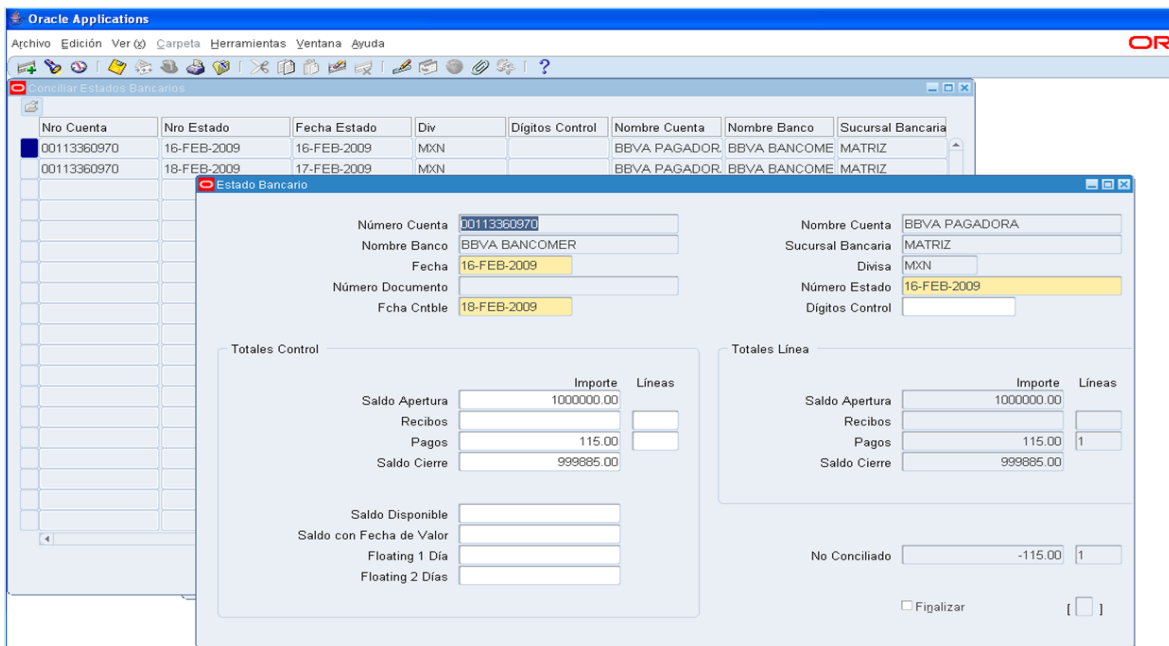 Oracle Applications
Archivo Edición Ver(x) Carpeta Herramientas Ventana Ayuda
Conciliar Estados Bancarios
Nro Cuenta Nro Estado Fecha Estado Div Dígitos Control Nombre Cuenta Nombre Banco Sucursal Bancaria
00113360970 16-FEB-2009 16-FEB-2009 MXN BBVA PAGADOR. BBVA BANCOME MATRIZ
00113360970 18-FEB-2009 17-FEB-2009 MXN BBVA PAGADOR. BBVA BANCOME MATRIZ
Estado Bancario
Número Cuenta 00113360970 Nombre Cuenta BBVA PAGADORA
Nombre Banco BBVA BANCOMER Sucursal Bancaria MATRIZ
Fecha 16-FEB-2009 Divisa MXN
Número Documento Número Estado 16-FEB-2009
Fcha Cntble 18-FEB-2009 Dígitos Control
Totales Control Totales Línea
Importe Líneas Importe Líneas
Saldo Apertura 1000000.00 Saldo Apertura 1000000.00
Recibos Recibos
Pagos 115.00 Pagos 115.00 1
Saldo Cierre 999885.00 Saldo Cierre 999885.00
Saldo Disponible
Saldo con Fecha de Valor
Floating 1 Día No Conciliado -115.00 1
Floating 2 Días
Finalizar [ ]